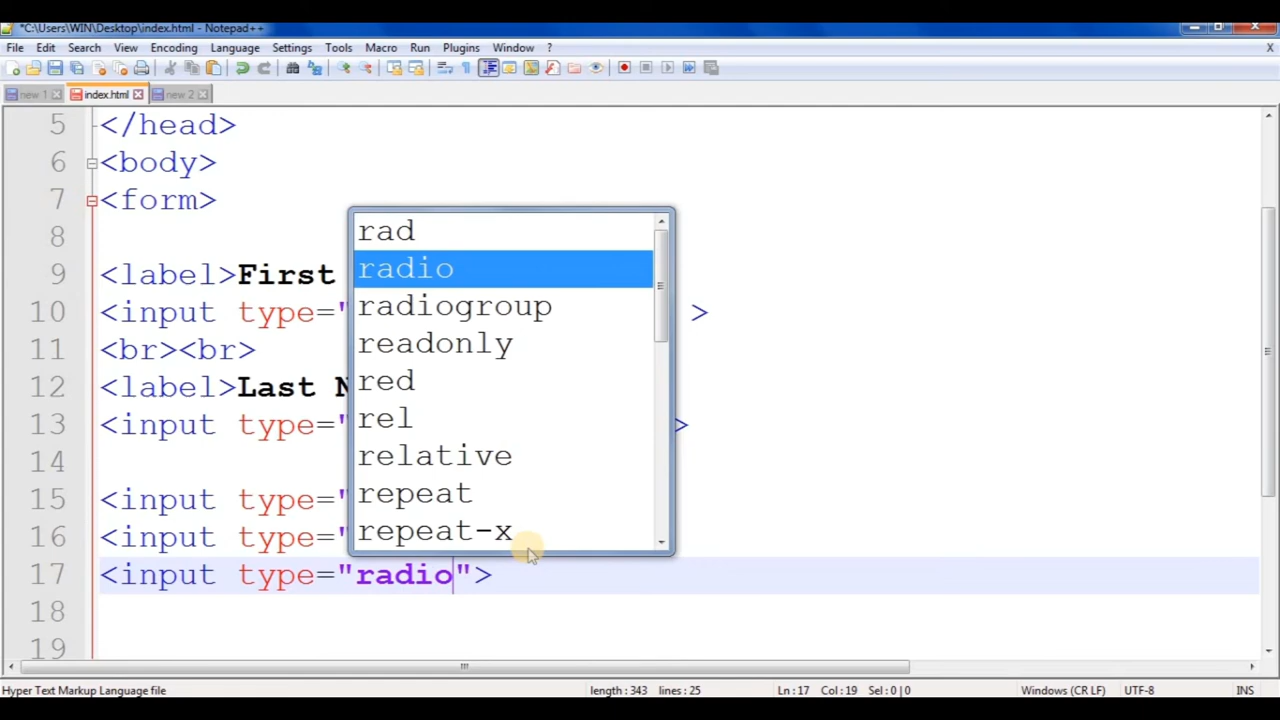 *C:\Users\WIN\Desktop\index.html - Notepad++
File Edit Search View Encoding Language Settings Tools Macro Run Plugins Window ? X
new 1 index.html new 2
5 </head>
6 <body>
7 <form>
8
9 <label>First
10 <input type=" >
11 <br><br>
12 <label>Last N
13 <input type=" >
14
15 <input type="
16 <input type="
17 <input type="radio">
18
19
rad
radio
radiogroup
readonly
red
rel
relative
repeat
repeat-x
Hyper Text Markup Language file length : 343 lines : 25 Ln : 17 Col : 19 Sel : 0 | 0 Windows (CR LF) UTF-8 INS